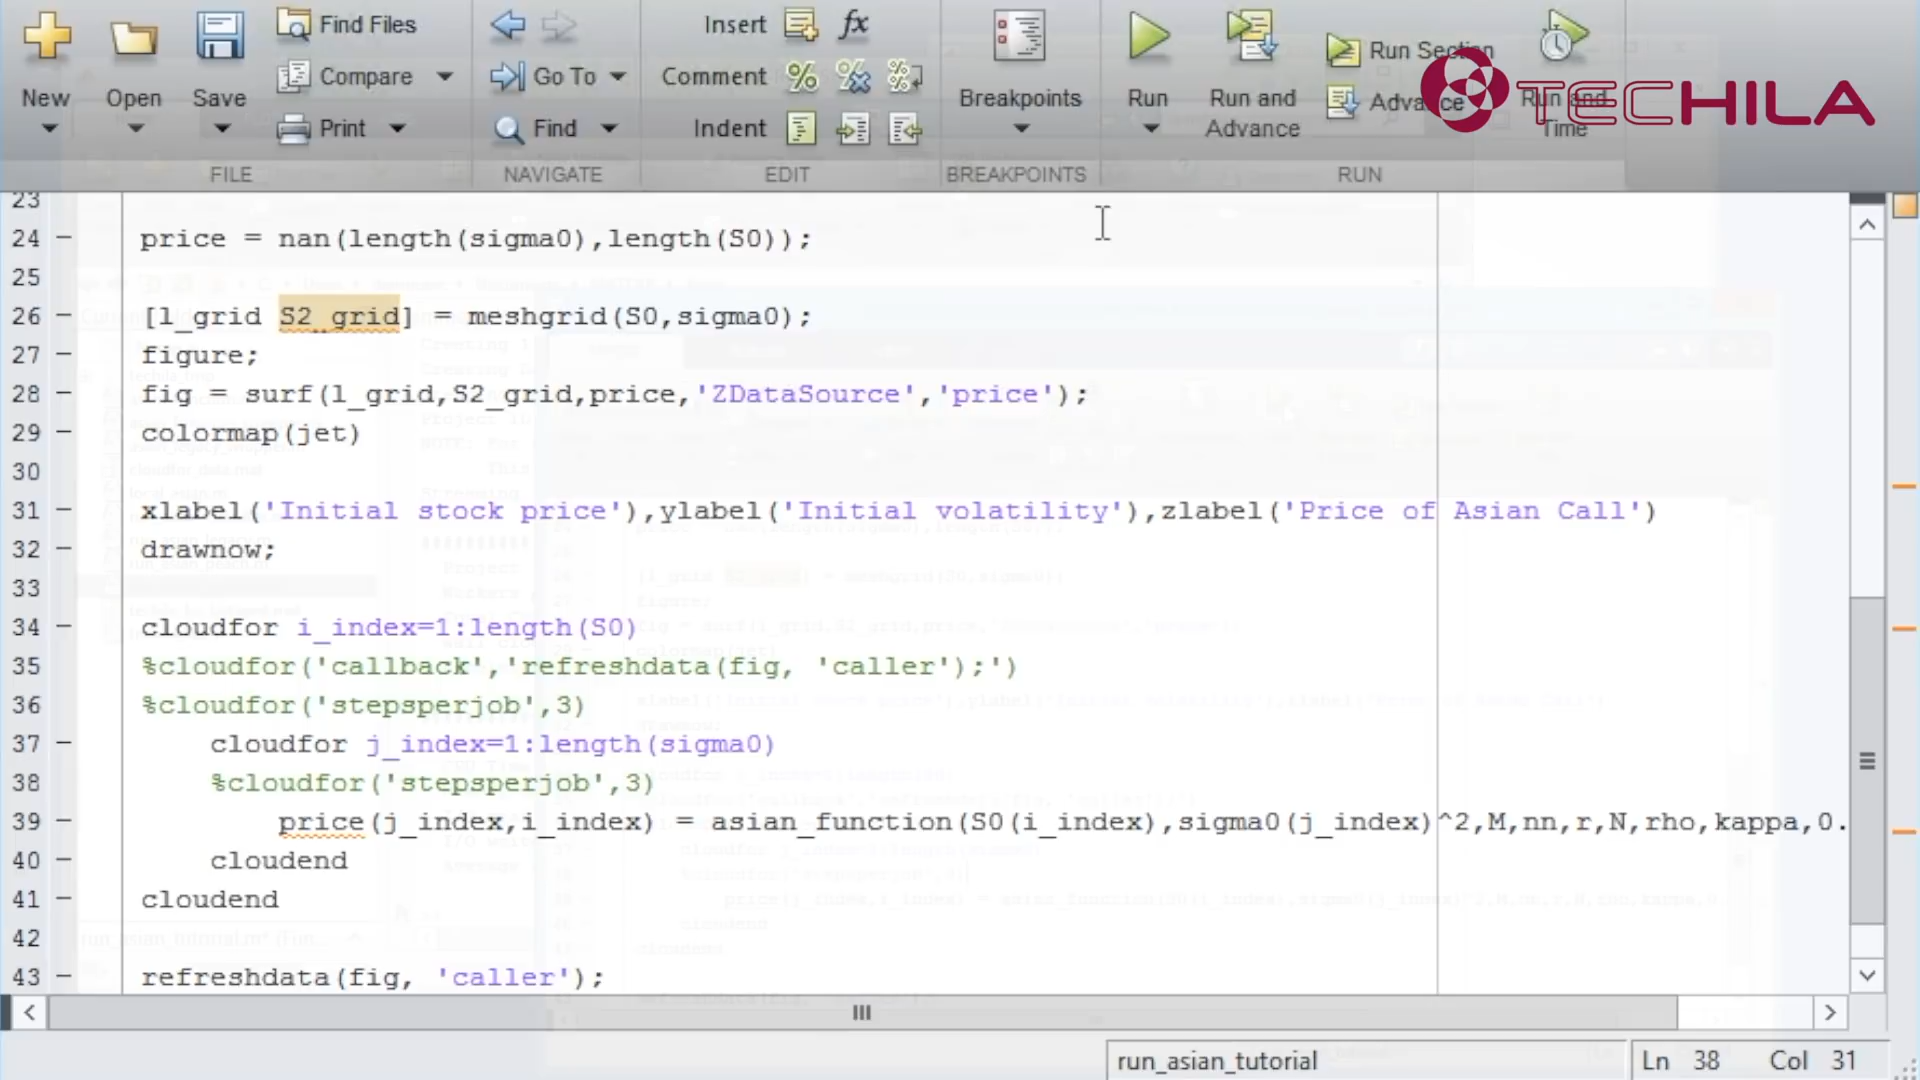 New
Open
Save
Find Files
Compare
Print
FILE
Go To
Find
NAVIGATE
Insert
Comment
Indent
EDIT
Breakpoints
BREAKPOINTS
Run
Run and
Advance
Run Section
Advance
Run and
Time
RUN
TECHILA
23
24 price = nan(length(sigma0),length(S0));
25
26 [l_grid S2_grid] = meshgrid(S0,sigma0);
27 figure;
28 fig = surf(l_grid,S2_grid,price,'ZDataSource','price');
29 colormap(jet)
30
31 xlabel('Initial stock price'),ylabel('Initial volatility'),zlabel('Price of Asian Call')
32 drawnow;
33
34 cloudfor i_index=1:length(S0)
35 %cloudfor('callback','refreshdata(fig, 'caller');')
36 %cloudfor('stepsperjob',3)
37 cloudfor j_index=1:length(sigma0)
38 %cloudfor('stepsperjob',3)
39 price(j_index,i_index) = asian_function(S0(i_index),sigma0(j_index)^2,M,nn,r,N,rho,kappa,0.
40 cloudend
41 cloudend
42
43 refreshdata(fig, 'caller');
run_asian_tutorial
Ln 38 Col 31